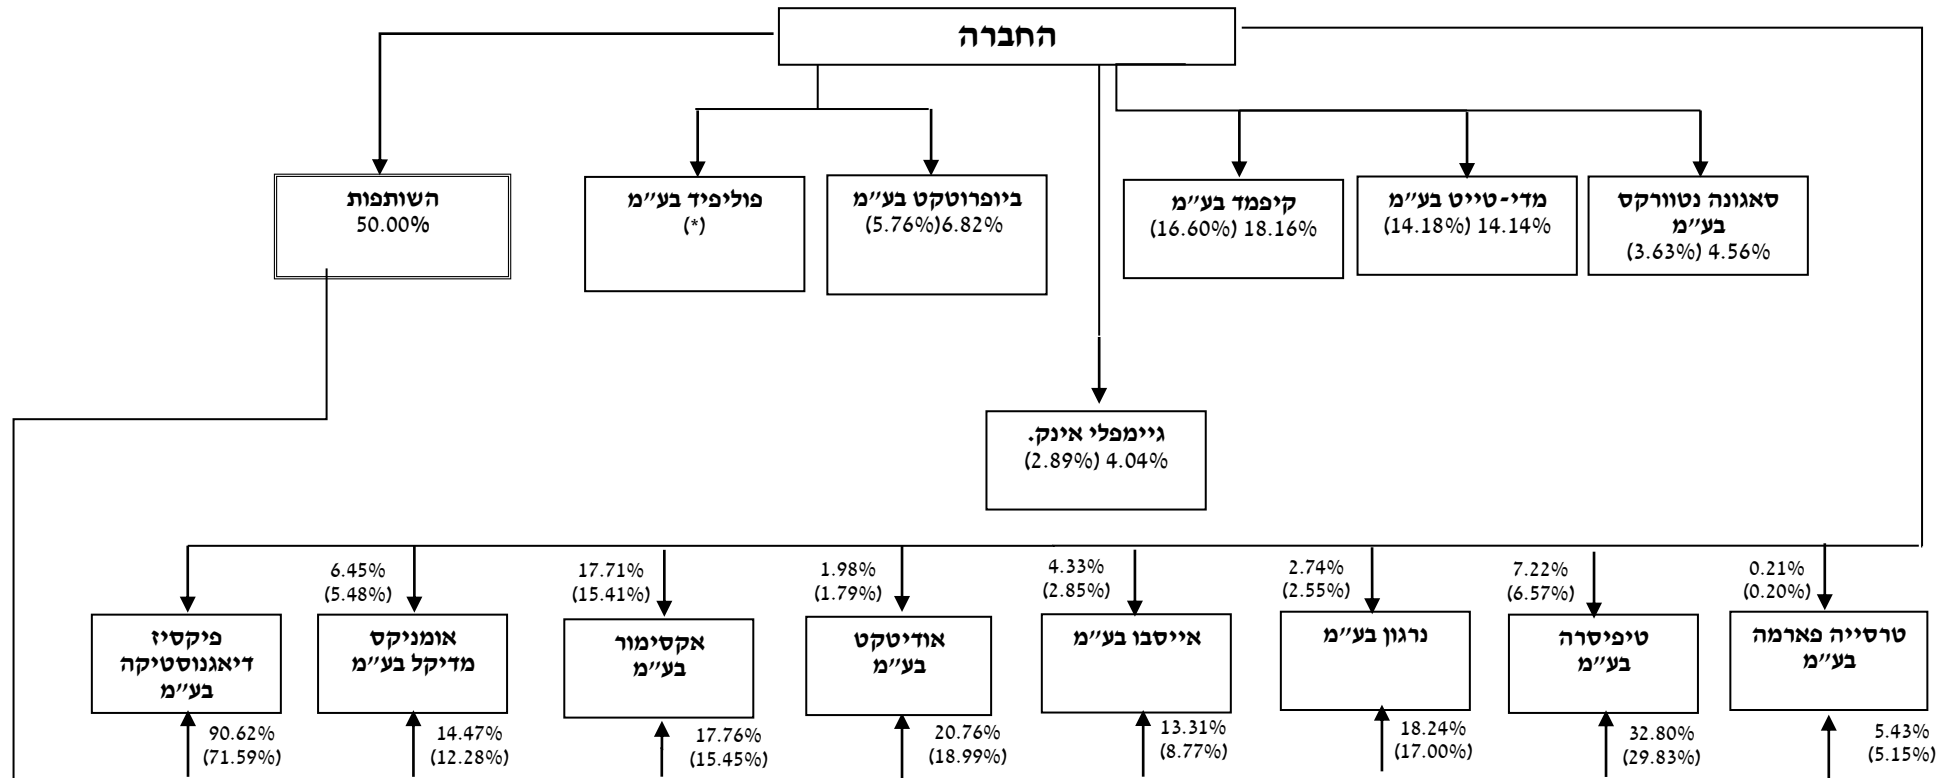 החברה
סאגונה נטוורקס
בע״מ
4.56% (3.63%)
מדי-טייט בע״מ
14.14% (14.18%)
קיפמד בע״מ
18.16% (16.60%)
ביופרוטקט בע״מ
6.82%(5.76%)
פוליפיד בע״מ
(*)
השותפות
50.00%
גיימפלי אינק.
4.04% (2.89%)
0.21%
(0.20%)
טרסייה פארמה
בע״מ
5.43%
(5.15%)
7.22%
(6.57%)
טיפיסרה
בע״מ
32.80%
(29.83%)
2.74%
(2.55%)
נרגון בע״מ
18.24%
(17.00%)
4.33%
(2.85%)
אייסבו בע״מ
13.31%
(8.77%)
1.98%
(1.79%)
אודיטקט
בע״מ
20.76%
(18.99%)
17.71%
(15.41%)
אקסימור
בע״מ
17.76%
(15.45%)
6.45%
(5.48%)
אומניקס
מדיקל בע״מ
14.47%
(12.28%)
פיקסיז
דיאגנוסטיקה
בע״מ
90.62%
(71.59%)